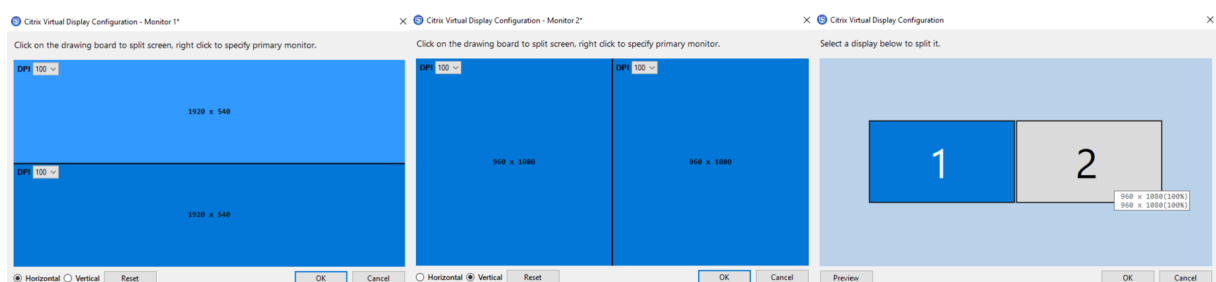 Citrix Virtual Display Configuration - Monitor 1*
Click on the drawing board to split screen, right click to specify primary monitor.
DPI 100
1920 x 540
DPI 100
1920 x 540
Horizontal Vertical Reset OK Cancel
Citrix Virtual Display Configuration - Monitor 2*
Click on the drawing board to split screen, right click to specify primary monitor.
DPI 100 DPI 100
960 x 1080 960 x 1080
Horizontal Vertical Reset OK Cancel
Citrix Virtual Display Configuration
Select a display below to split it.
1 2
960 x 1080(100%)
960 x 1080(100%)
Preview OK Cancel